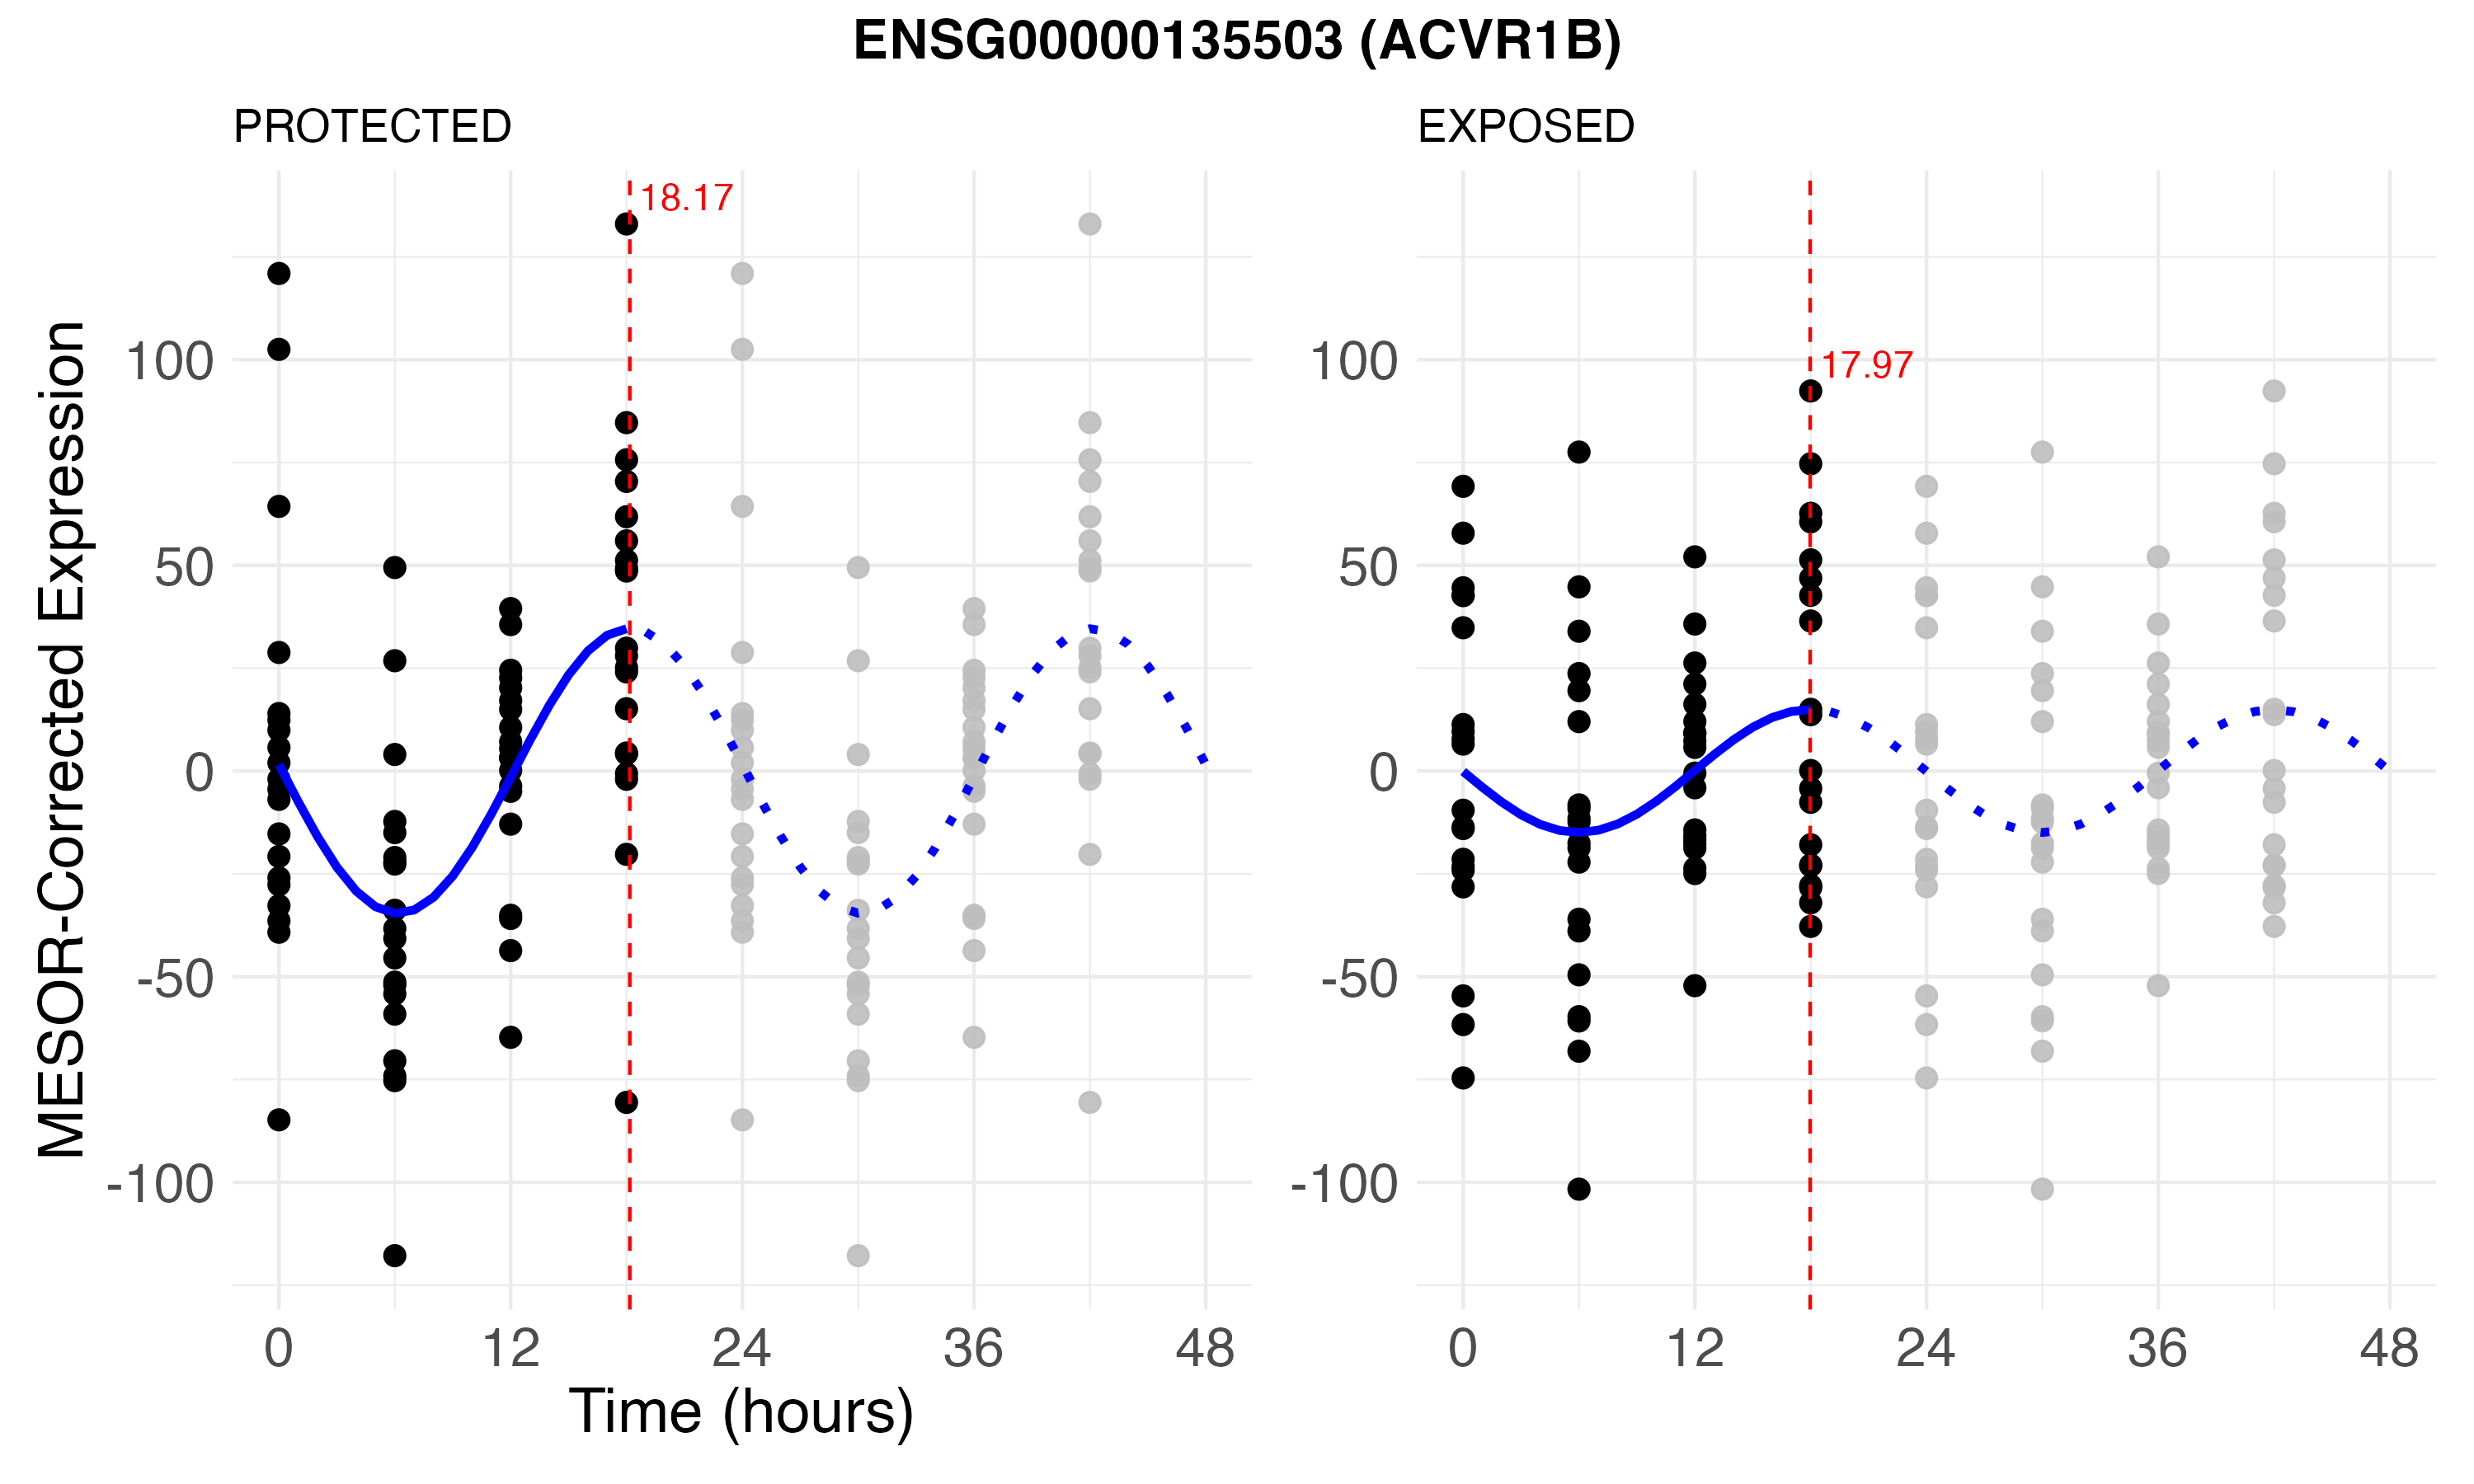 ENSG00000135503 (ACVR1B)
PROTECTED
EXPOSED
MESOR-Corrected Expression
100
50
0
-50
-100
18.17
0 12 24 36 48
Time (hours)
100
50
0
-50
-100
17.97
0 12 24 36 48